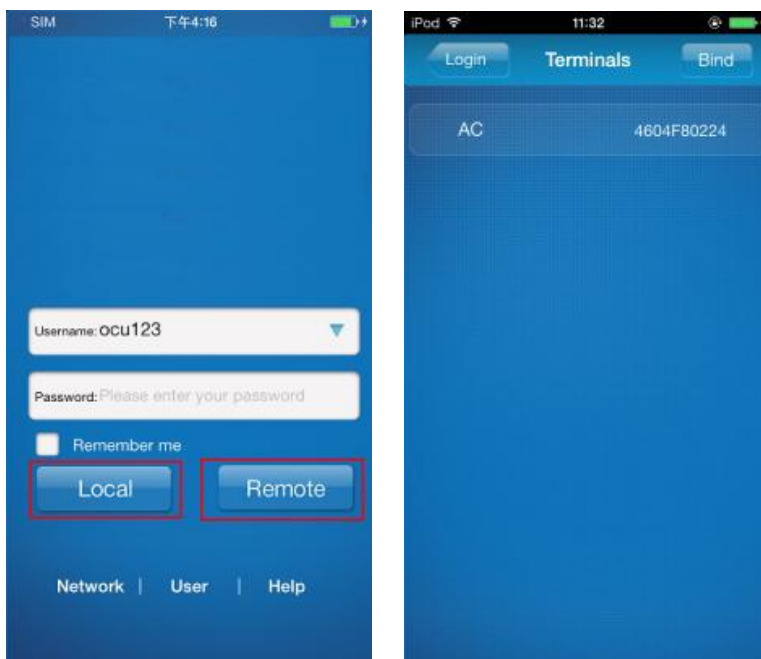 SIM 下午4:16
Username: ocu123
Password: Please enter your password
Remember me
Local Remote
Network | User | Help
iPod 11:32
Login Terminals Bind
AC 4604F80224